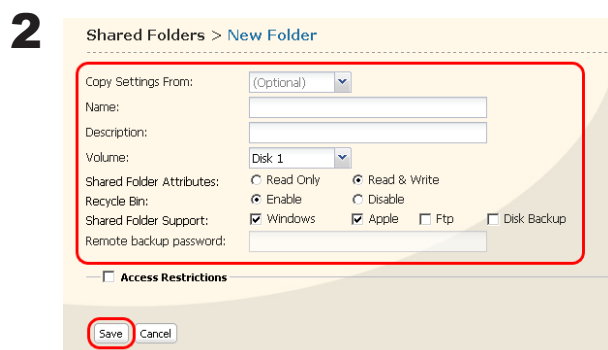 2
Shared Folders > New Folder
Copy Settings From: (Optional)
Name:
Description:
Volume: Disk 1
Shared Folder Attributes: Read Only Read & Write
Recycle Bin: Enable Disable
Shared Folder Support: Windows Apple Ftp Disk Backup
Remote backup password:
Access Restrictions
Save Cancel